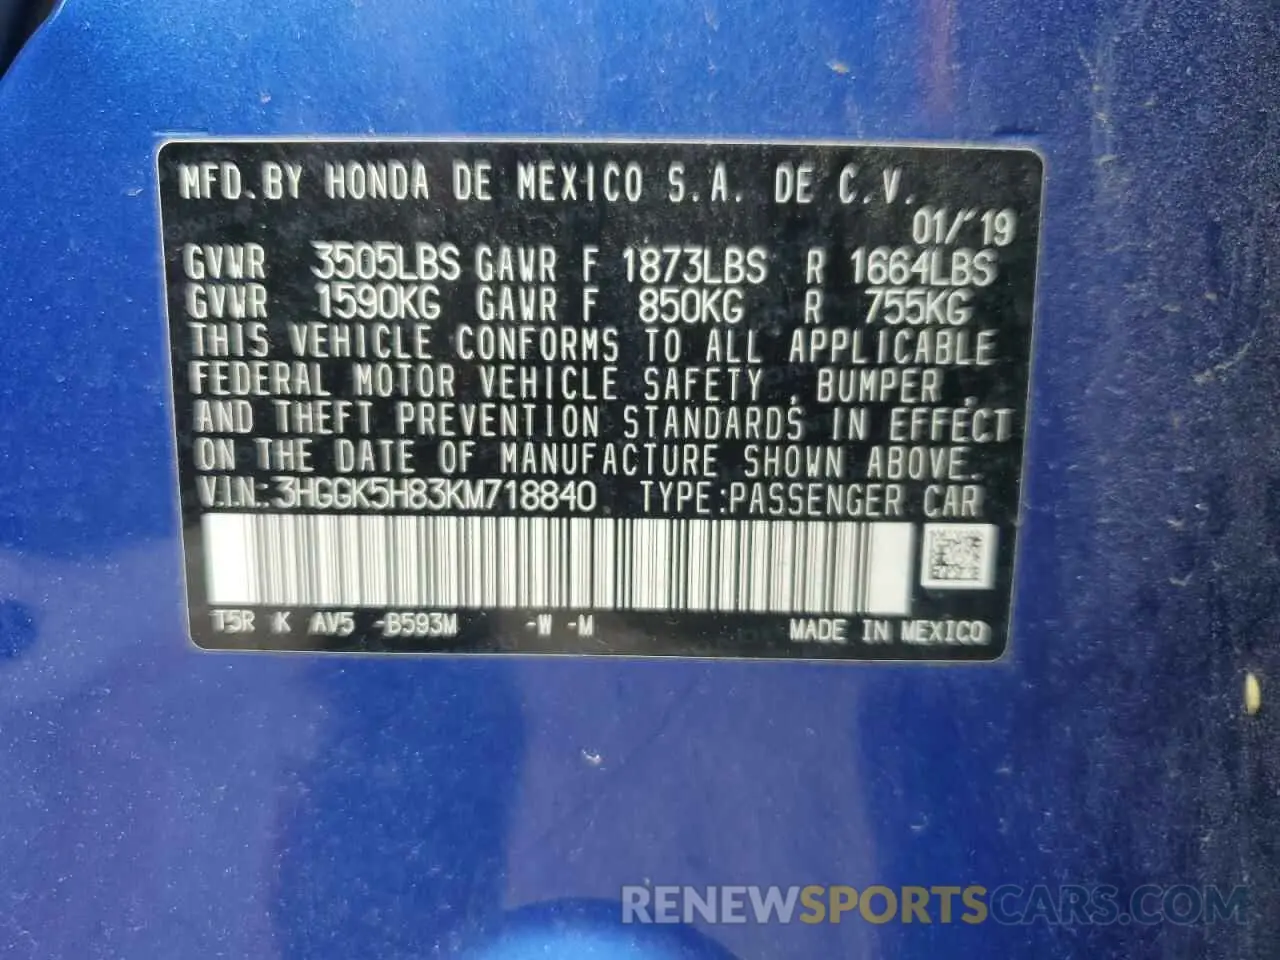 MFD.BY HONDA DE MEXICO S.A. DE C.V.
01/"19
GVWR 3505LBS GAWR F 1873LBS R 1664LBS
GVWR 1590KG GAWR F 850KG R 755KG
THIS VEHICLE CONFORMS TO ALL APPLICABLE
FEDERAL MOTOR VEHICLE SAFETY , BUMPER ,
AND THEFT PREVENTION STANDARDS IN EFFECT
ON THE DATE OF MANUFACTURE SHOWN ABOVE.
V.I.N.: 3HGGK5H83KM718840 TYPE:PASSENGER CAR
T5R K AV5 -B593M -W -M MADE IN MEXICO
RENEWSPORTSCARS.COM